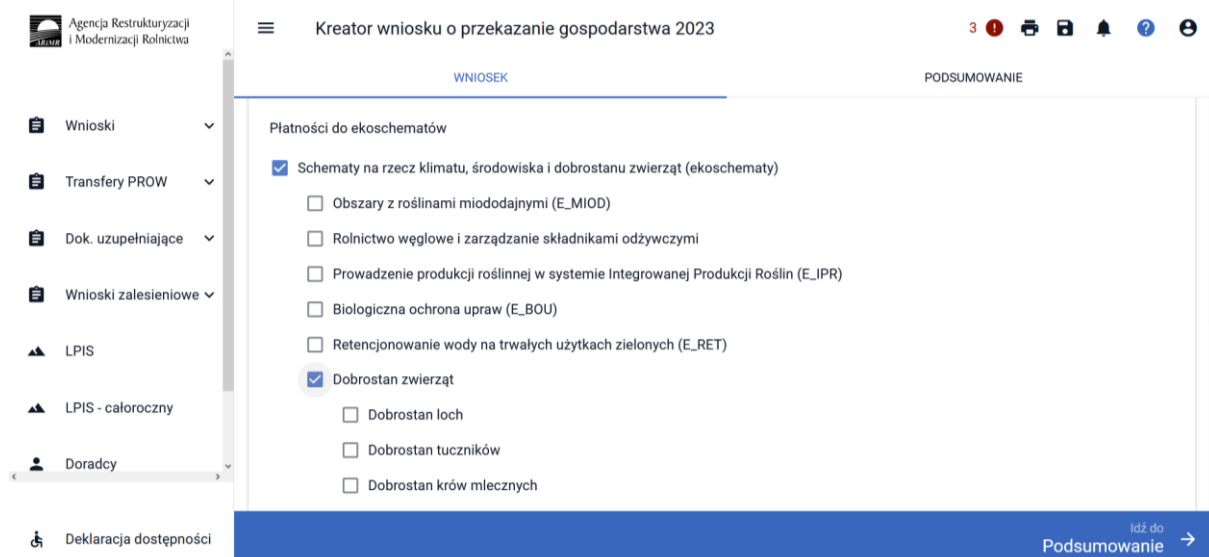 Agencja Restrukturyzacji
i Modernizacji Rolnictwa
ARiMR
Kreator wniosku o przekazanie gospodarstwa 2023
3
WNIOSEK
PODSUMOWANIE
Wnioski
Transfery PROW
Dok. uzupełniające
Wnioski zalesieniowe
LPIS
LPIS - całoroczny
Doradcy
Deklaracja dostępności
Płatności do ekoschematów
Schematy na rzecz klimatu, środowiska i dobrostanu zwierząt (ekoschematy)
Obszary z roślinami miododajnymi (E_MIOD)
Rolnictwo węglowe i zarządzanie składnikami odżywczymi
Prowadzenie produkcji roślinnej w systemie Integrowanej Produkcji Roślin (E_IPR)
Biologiczna ochrona upraw (E_BOU)
Retencjonowanie wody na trwałych użytkach zielonych (E_RET)
Dobrostan zwierząt
Dobrostan loch
Dobrostan tuczników
Dobrostan krów mlecznych
Idź do
Podsumowanie